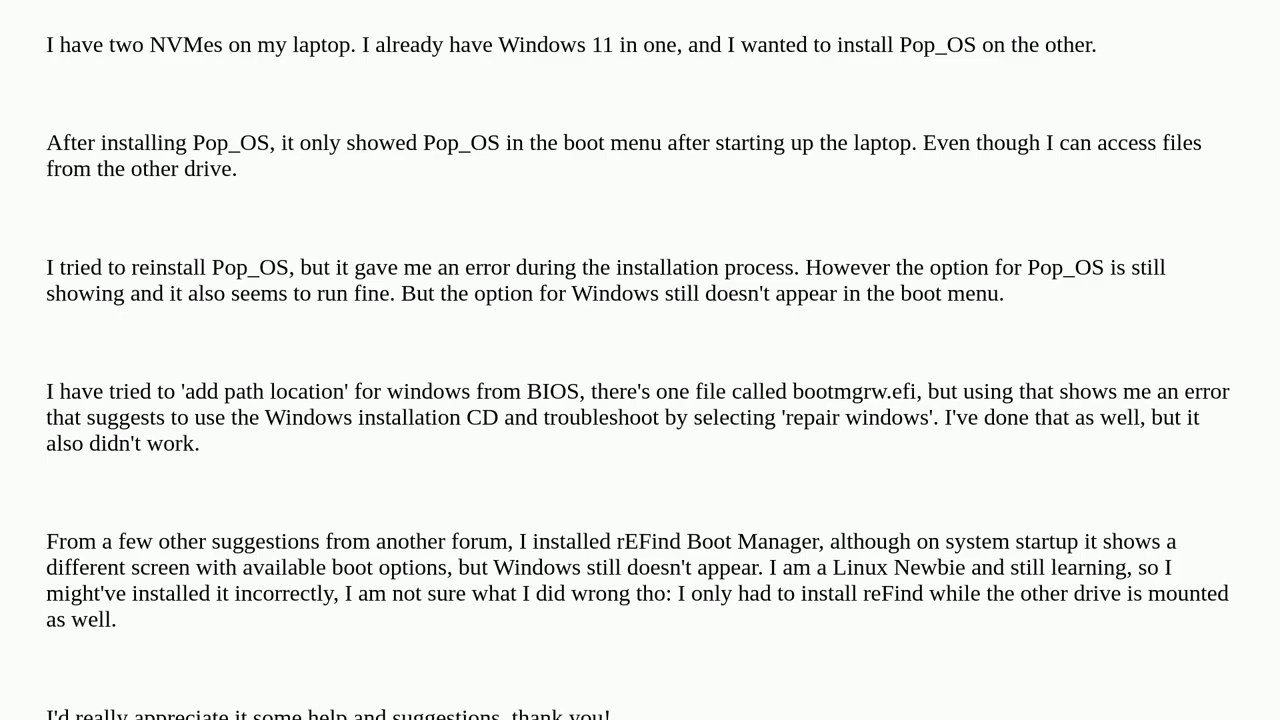 I have two NVMes on my laptop. I already have Windows 11 in one, and I wanted to install Pop_OS on the other.
After installing Pop_OS, it only showed Pop_OS in the boot menu after starting up the laptop. Even though I can access files
from the other drive.
I tried to reinstall Pop_OS, but it gave me an error during the installation process. However the option for Pop_OS is still
showing and it also seems to run fine. But the option for Windows still doesn't appear in the boot menu.
I have tried to 'add path location' for windows from BIOS, there's one file called bootmgrw.efi, but using that shows me an error
that suggests to use the Windows installation CD and troubleshoot by selecting 'repair windows'. I've done that as well, but it
also didn't work.
From a few other suggestions from another forum, I installed rEFind Boot Manager, although on system startup it shows a
different screen with available boot options, but Windows still doesn't appear. I am a Linux Newbie and still learning, so I
might've installed it incorrectly, I am not sure what I did wrong tho: I only had to install reFind while the other drive is mounted
as well.
I'd really appreciate it some help and suggestions, thank you!